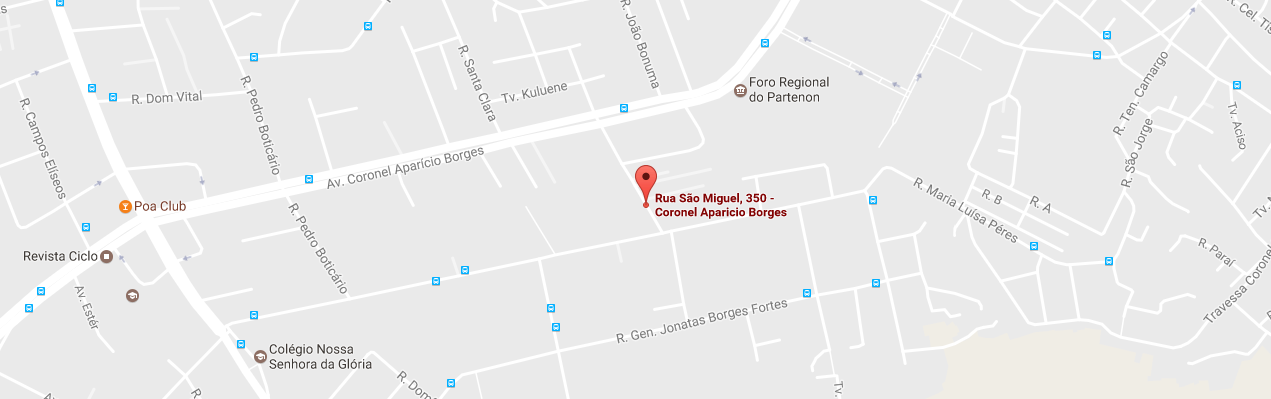 R. João Bonuma
R. Cel. Tis
R. Santa Clara
R. Dom Vital
R. Pedro Boticário
Tv. Kuluene
Foro Regional
do Partenon
R. Ten. Camargo
Tv. Aciso
R. Campos Elíseos
Av. Coronel Aparício Borges
R. São Jorge
Poa Club
Rua São Miguel, 350 -
Coronel Aparicio Borges
R. Maria Luísa Péres
R. B
R. A
R. Pedro Boticário
Revista Ciclo
R. Paraí
Travessa Coronel
Av. Estér
R. Gen. Jonatas Borges Fortes
Colégio Nossa
Senhora da Glória
R. Dom
Tv.
R.